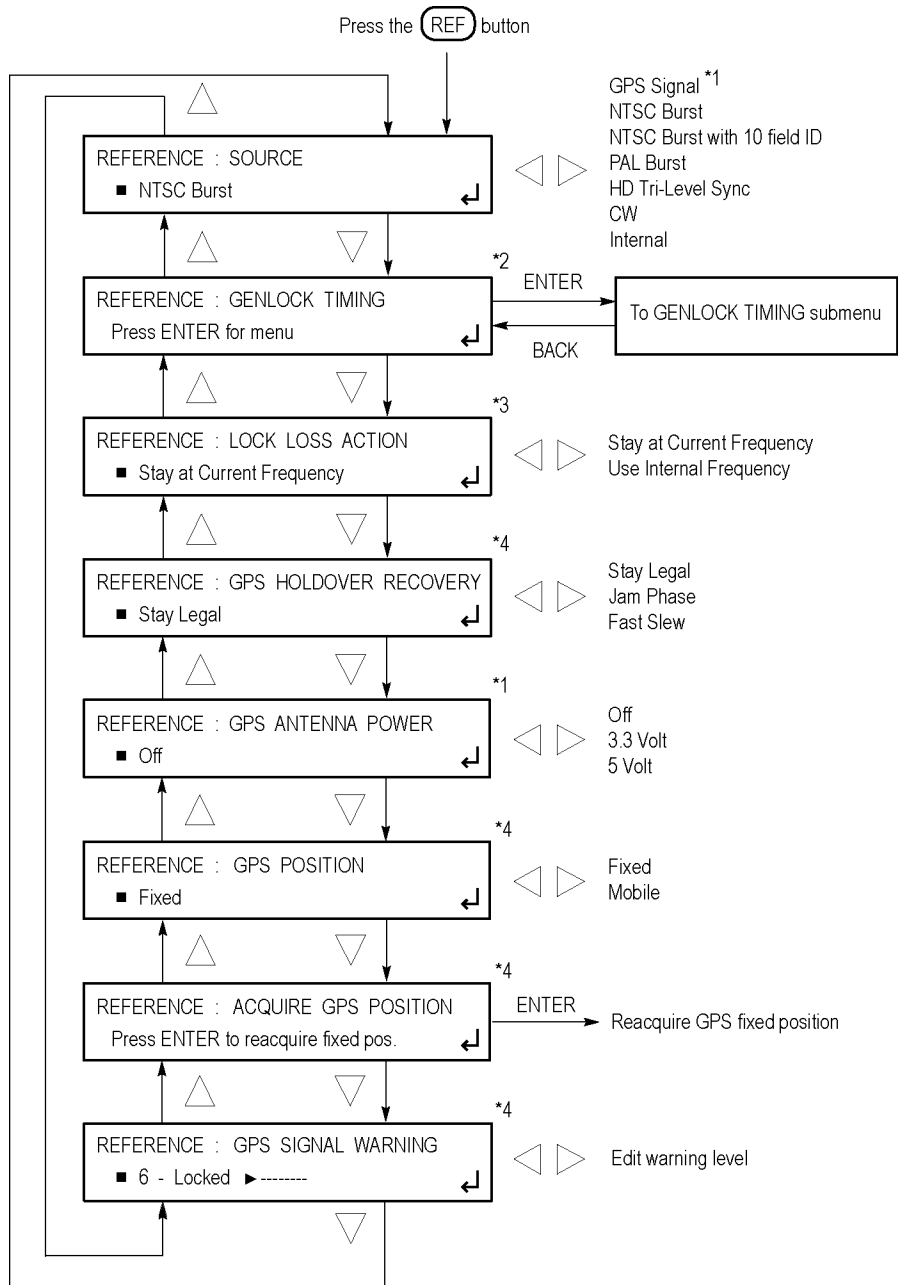 Press the REF button
REFERENCE : SOURCE
■ NTSC Burst
GPS Signal *1
NTSC Burst
NTSC Burst with 10 field ID
PAL Burst
HD Tri-Level Sync
CW
Internal
*2
REFERENCE : GENLOCK TIMING
Press ENTER for menu
ENTER
BACK
To GENLOCK TIMING submenu
*3
REFERENCE : LOCK LOSS ACTION
■ Stay at Current Frequency
Stay at Current Frequency
Use Internal Frequency
*4
REFERENCE : GPS HOLDOVER RECOVERY
■ Stay Legal
Stay Legal
Jam Phase
Fast Slew
*1
REFERENCE : GPS ANTENNA POWER
■ Off
Off
3.3 Volt
5 Volt
*4
REFERENCE : GPS POSITION
■ Fixed
Fixed
Mobile
*4
REFERENCE : ACQUIRE GPS POSITION
Press ENTER to reacquire fixed pos.
ENTER
Reacquire GPS fixed position
*4
REFERENCE : GPS SIGNAL WARNING
■ 6 - Locked ►--------
Edit warning level